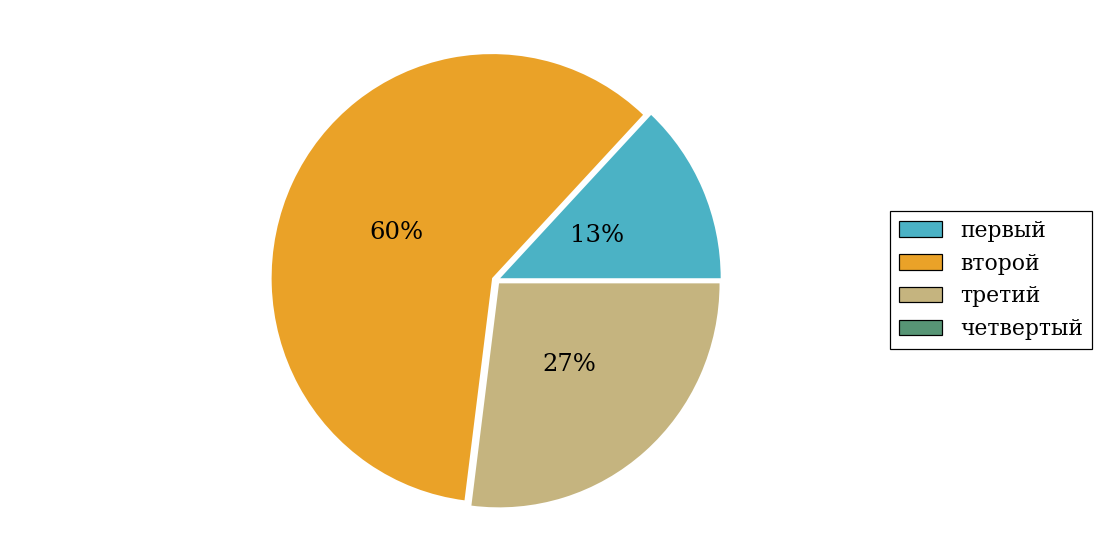 60%
13%
27%
первый
второй
третий
четвертый